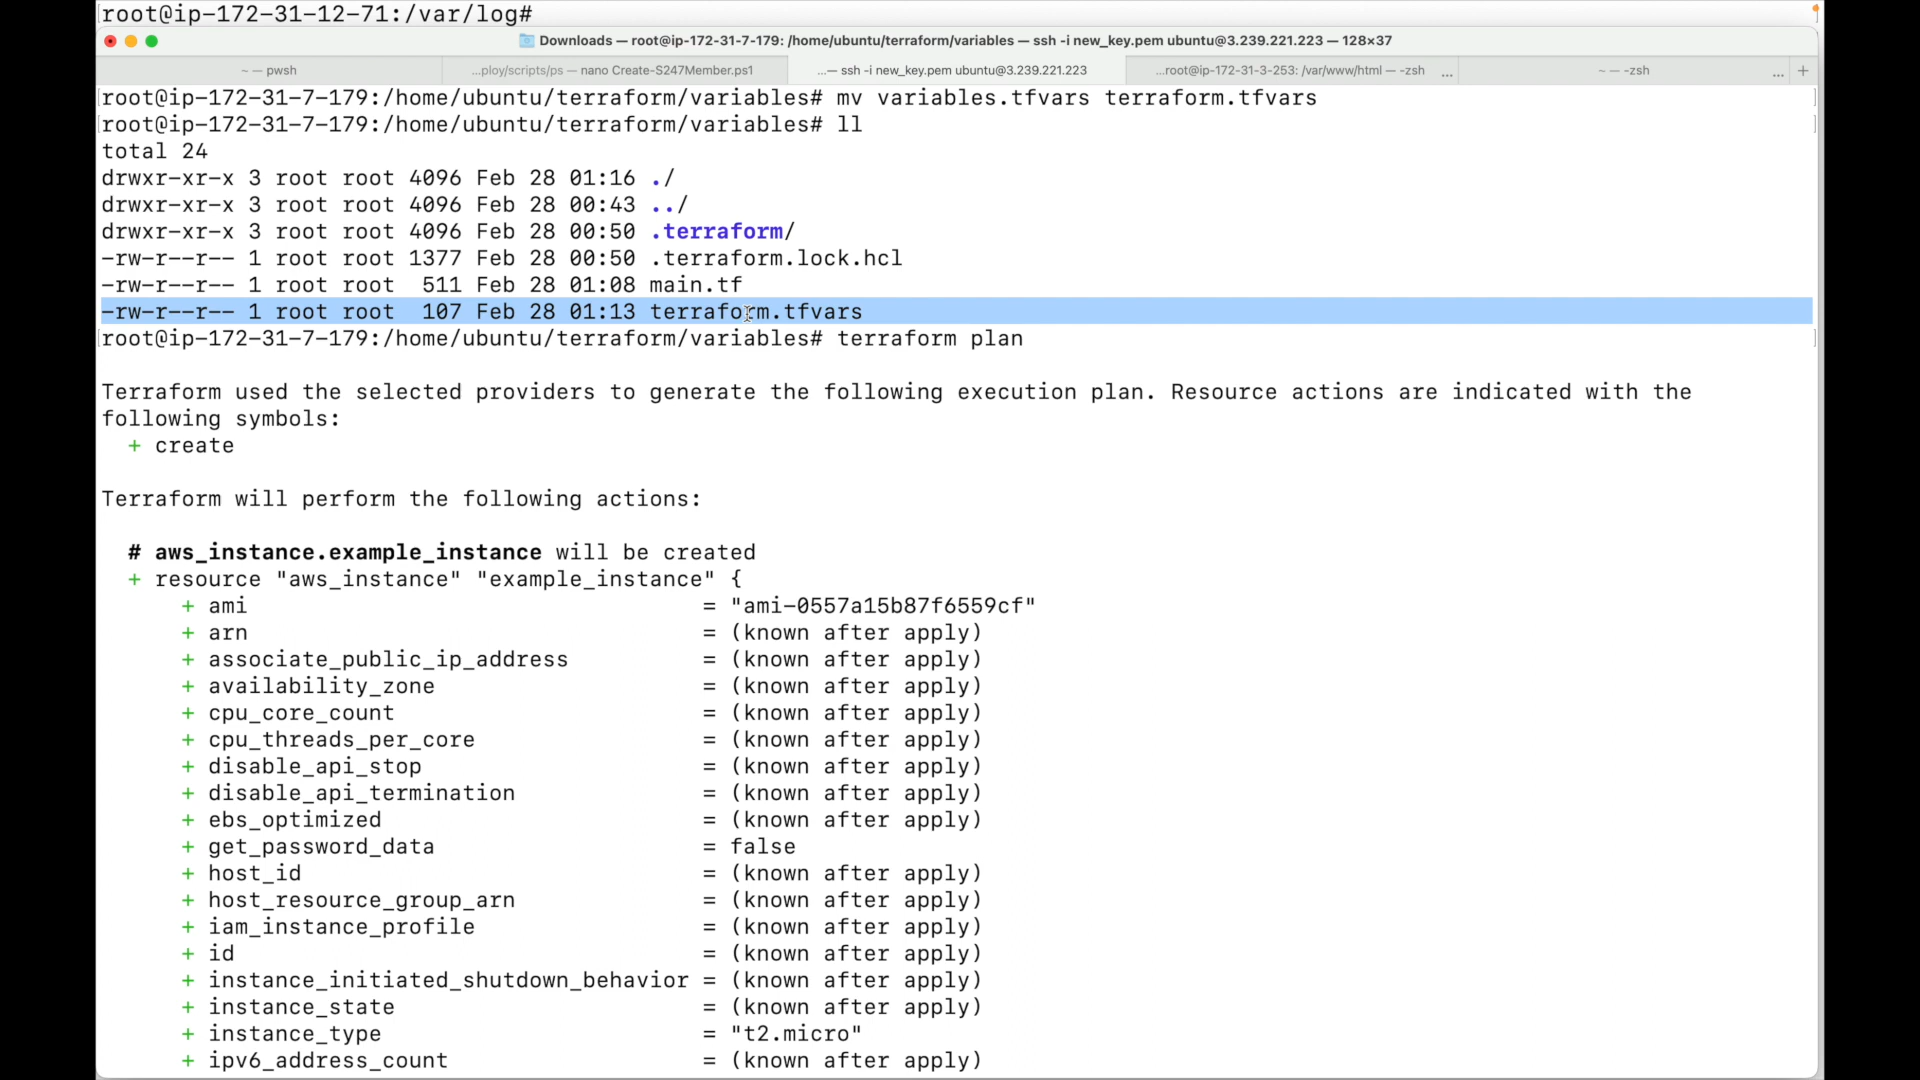 root@ip-172-31-12-71:/var/log#
Downloads — root@ip-172-31-7-179: /home/ubuntu/terraform/variables — ssh -i new_key.pem ubuntu@3.239.221.223 — 128×37
~ — pwsh
...ploy/scripts/ps — nano Create-S247Member.ps1
...— ssh -i new_key.pem ubuntu@3.239.221.223
...root@ip-172-31-3-253: /var/www/html — -zsh ...
~ — -zsh ... +
[root@ip-172-31-7-179:/home/ubuntu/terraform/variables# mv variables.tfvars terraform.tfvars ]
[root@ip-172-31-7-179:/home/ubuntu/terraform/variables# ll ]
total 24
drwxr-xr-x 3 root root 4096 Feb 28 01:16 ./
drwxr-xr-x 3 root root 4096 Feb 28 00:43 ../
drwxr-xr-x 3 root root 4096 Feb 28 00:50 .terraform/
-rw-r--r-- 1 root root 1377 Feb 28 00:50 .terraform.lock.hcl
-rw-r--r-- 1 root root  511 Feb 28 01:08 main.tf
-rw-r--r-- 1 root root  107 Feb 28 01:13 terraform.tfvars
[root@ip-172-31-7-179:/home/ubuntu/terraform/variables# terraform plan ]
Terraform used the selected providers to generate the following execution plan. Resource actions are indicated with the
following symbols:
  + create
Terraform will perform the following actions:
  # aws_instance.example_instance will be created
  + resource "aws_instance" "example_instance" {
      + ami                                  = "ami-0557a15b87f6559cf"
      + arn                                  = (known after apply)
      + associate_public_ip_address          = (known after apply)
      + availability_zone                    = (known after apply)
      + cpu_core_count                       = (known after apply)
      + cpu_threads_per_core                 = (known after apply)
      + disable_api_stop                     = (known after apply)
      + disable_api_termination              = (known after apply)
      + ebs_optimized                        = (known after apply)
      + get_password_data                    = false
      + host_id                              = (known after apply)
      + host_resource_group_arn              = (known after apply)
      + iam_instance_profile                 = (known after apply)
      + id                                   = (known after apply)
      + instance_initiated_shutdown_behavior = (known after apply)
      + instance_state                       = (known after apply)
      + instance_type                        = "t2.micro"
      + ipv6_address_count                   = (known after apply)